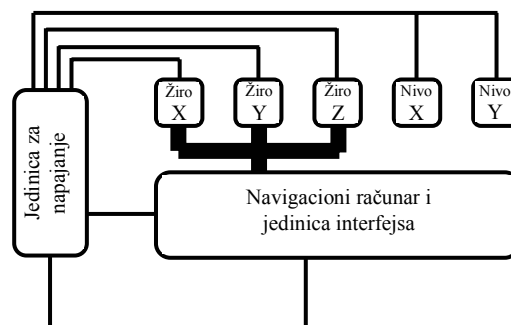 Žiro
X
Žiro
Y
Žiro
Z
Nivo
X
Nivo
Y
Jedinica za
napajanje
Navigacioni računar i
jedinica interfejsa